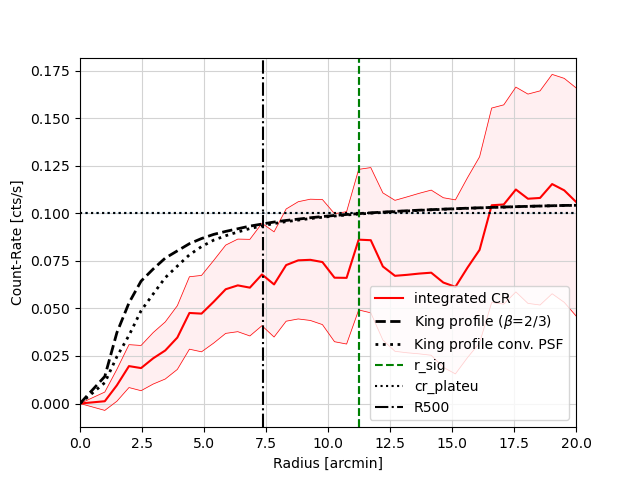 0.175
0.150
0.125
0.100
0.075
0.050
0.025
0.000
Count-Rate [cts/s]
integrated CR
King profile (β=2/3)
King profile conv. PSF
r_sig
cr_plateu
R500
0.0 2.5 5.0 7.5 10.0 12.5 15.0 17.5 20.0
Radius [arcmin]